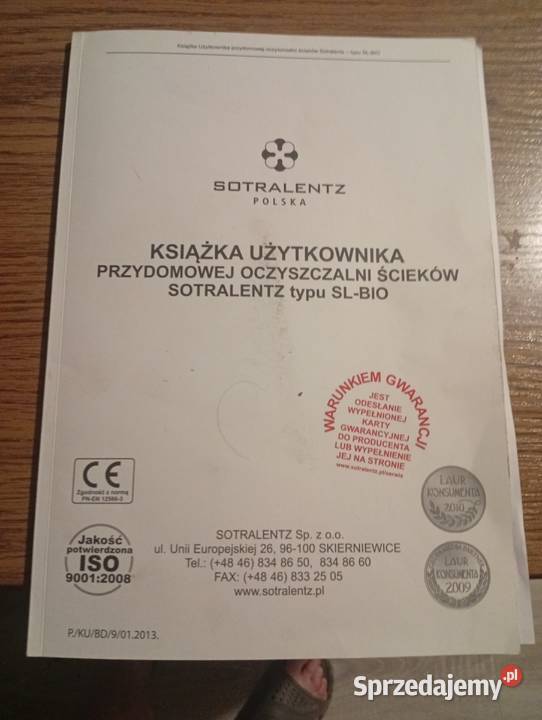 Książka Użytkownika przydomowej oczyszczalni ścieków Sotralentz – typu SL-BIO
SOTRALENTZ
POLSKA
KSIĄŻKA UŻYTKOWNIKA
PRZYDOMOWEJ OCZYSZCZALNI ŚCIEKÓW
SOTRALENTZ typu SL-BIO
WARUNKIEM GWARANCJI
JEST
ODESŁANIE
WYPEŁNIONEJ
KARTY
GWARANCYJNEJ
DO PRODUCENTA
LUB WYPEŁNIENIE
JEJ NA STRONIE
www.sotralentz.pl/serwis
CE
Zgodność z normą
PN-EN 12566-3
LAUR
KONSUMENTA
2010
Jakość
potwierdzona
ISO
9001:2008
SOTRALENTZ Sp. z o.o.
ul. Unii Europejskiej 26, 96-100 SKIERNIEWICE
Tel.: (+48 46) 834 86 50, 834 86 60
FAX: (+48 46) 833 25 05
www.sotralentz.pl
LAUR
KONSUMENTA
2009
P./KU/BD/9/01.2013.
Sprzedajemy.pl